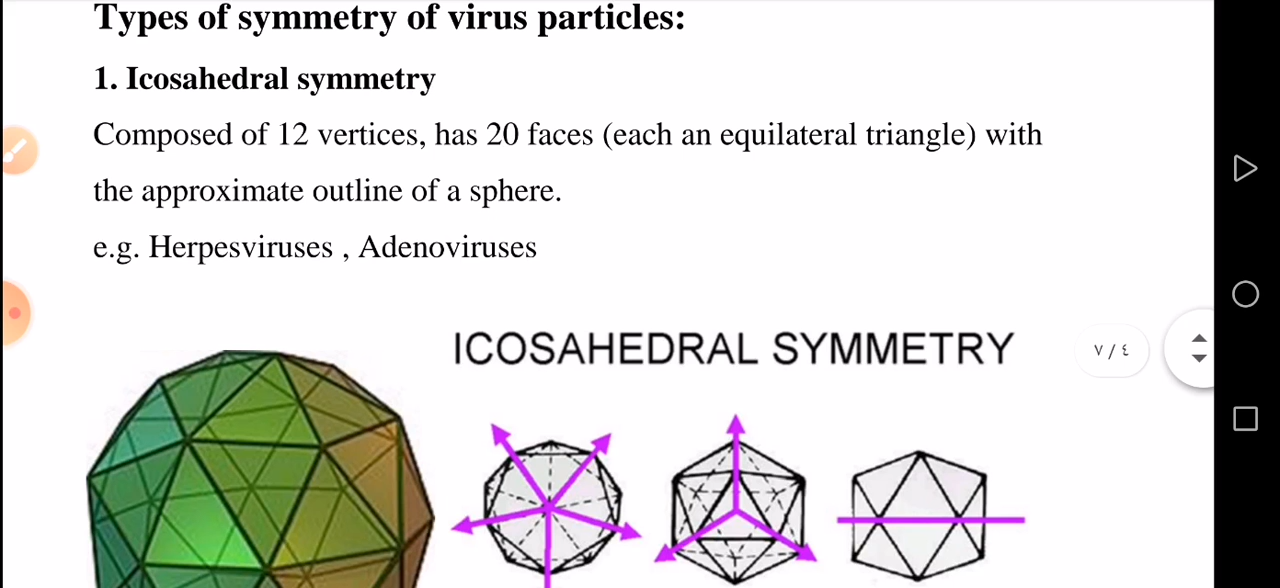 Types of symmetry of virus particles:
1. Icosahedral symmetry
Composed of 12 vertices, has 20 faces (each an equilateral triangle) with
the approximate outline of a sphere.
e.g. Herpesviruses , Adenoviruses
ICOSAHEDRAL SYMMETRY
٧ / ٤